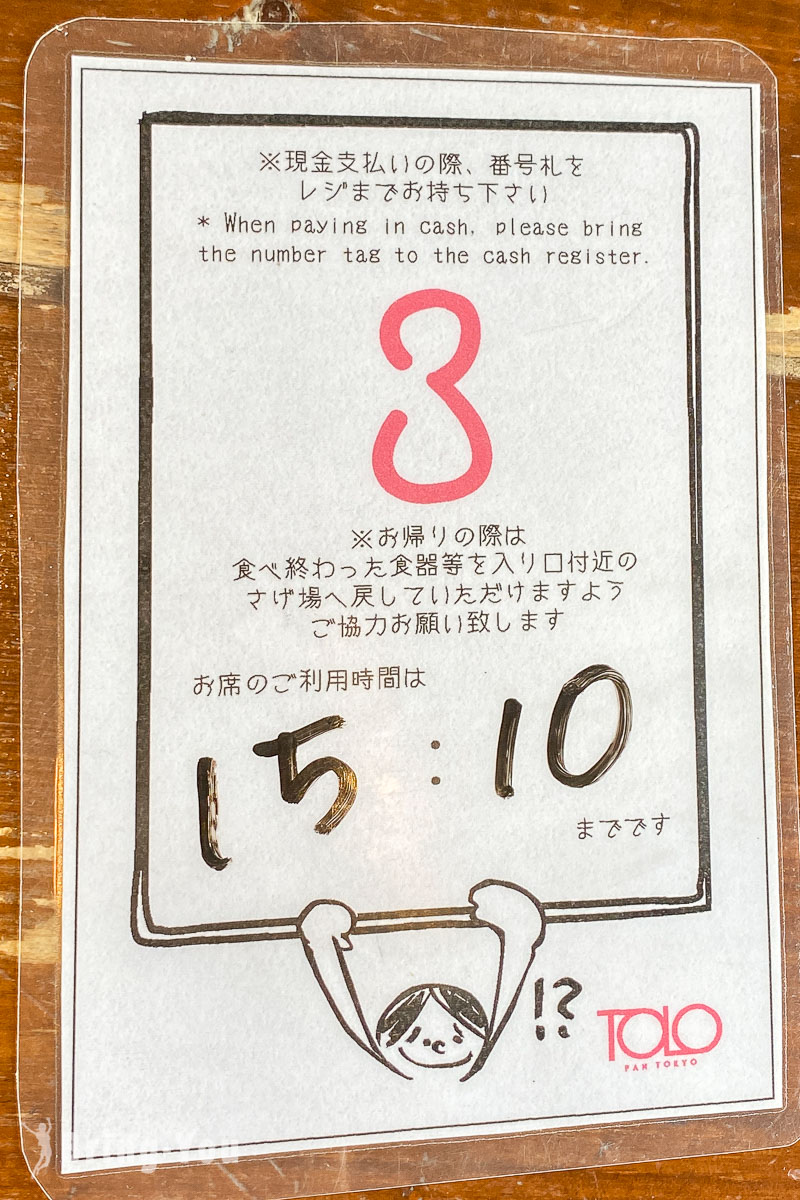 ※現金支払いの際、番号札を
レジまでお持ち下さい
* When paying in cash, please bring
the number tag to the cash register.
3
※お帰りの際は
食べ終わった食器等を入り口付近の
さげ場へ戻していただけますよう
ご協力お願い致します
お席のご利用時間は
15:10
までです
!?
TOLO
PAN TOKYO